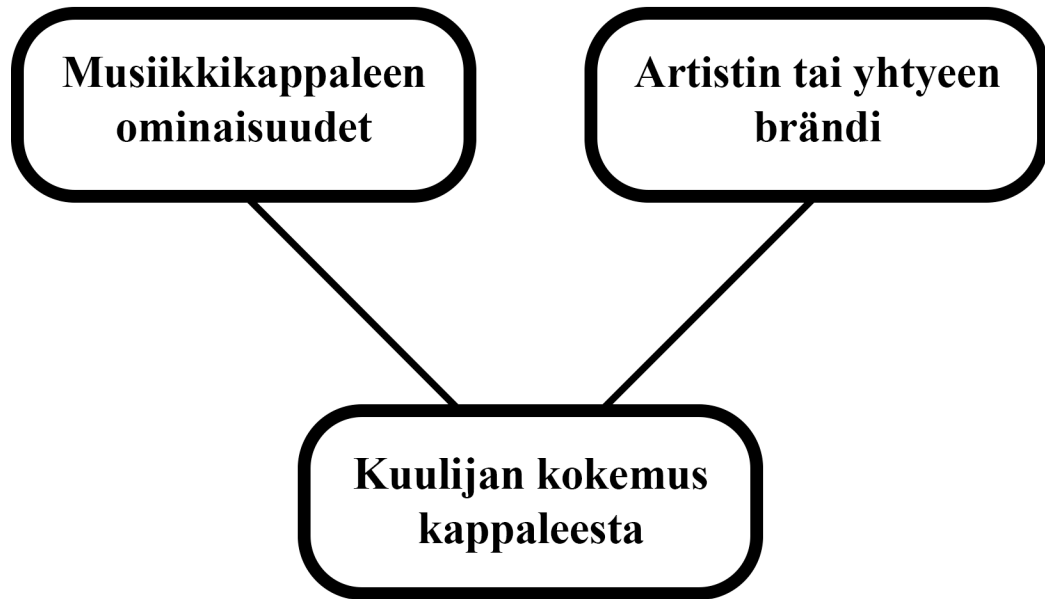 Musiikkikappaleen
ominaisuudet
Artistin tai yhtyeen
brändi
Kuulijan kokemus
kappaleesta